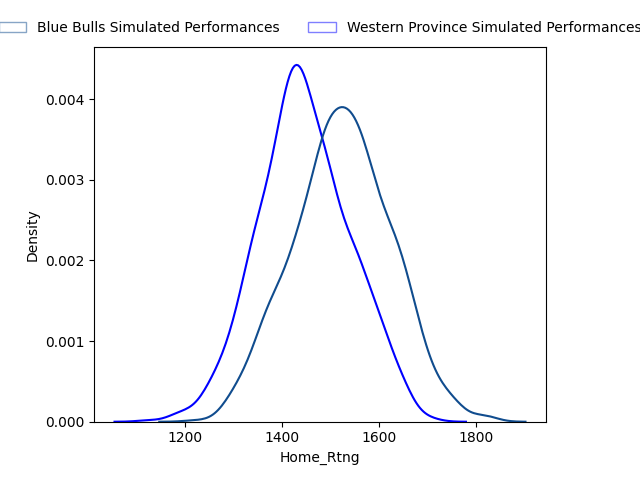 Blue Bulls Simulated Performances
Western Province Simulated Performances
0.004
0.003
0.002
0.001
0.000
Density
1200 1400 1600 1800
Home_Rtng